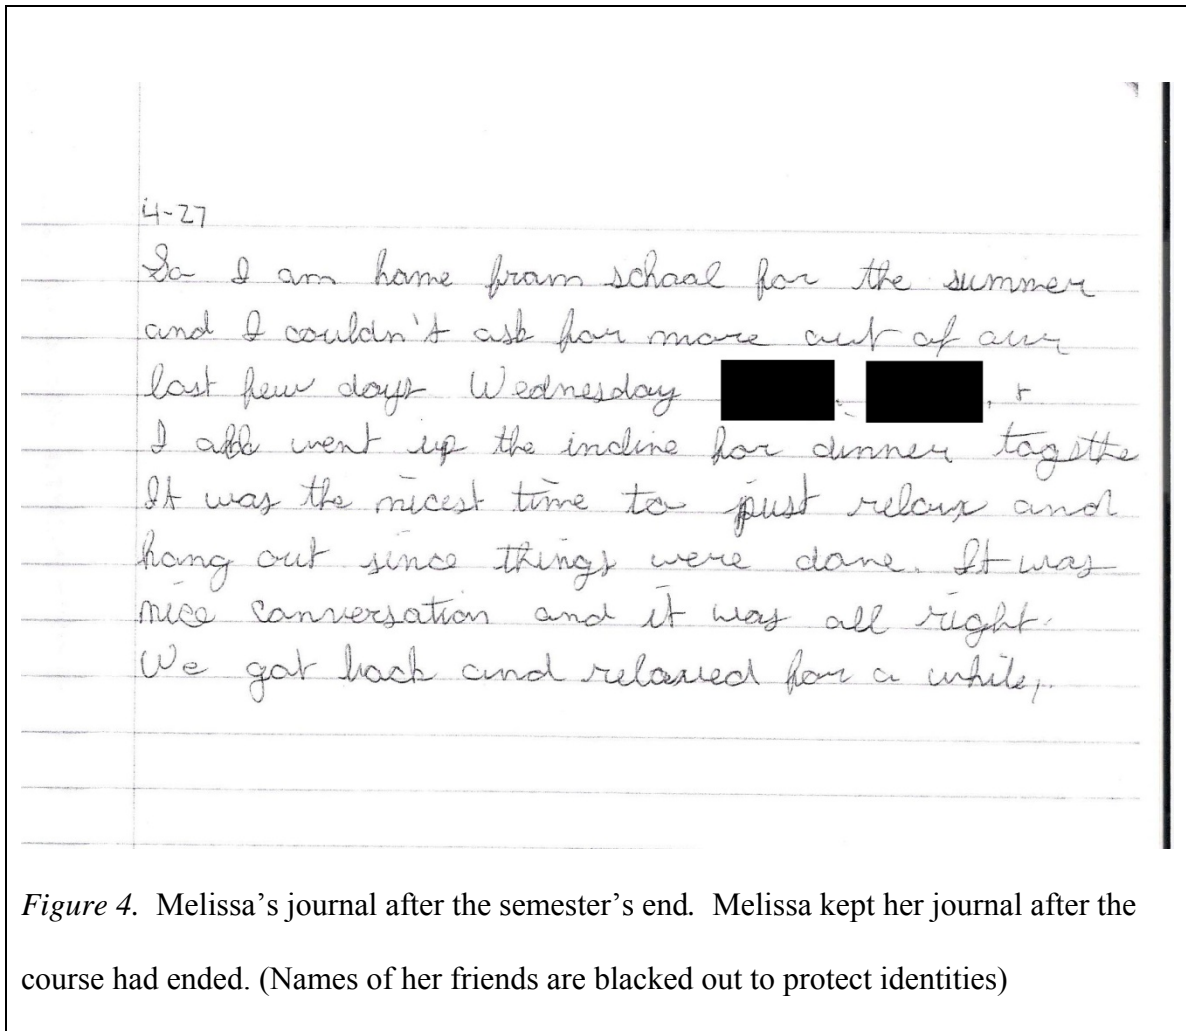 4-27
So I am home from school for the summer
and I couldn't ask for more out of our
last few days Wednesday , +
I all went up the incline for dinner togethe
It was the nicest time to just relax and
hang out since things were done. It was
nice conversation and it was all right.
We got back and relaxed for a while,.
Figure 4. Melissa’s journal after the semester’s end. Melissa kept her journal after the
course had ended. (Names of her friends are blacked out to protect identities)